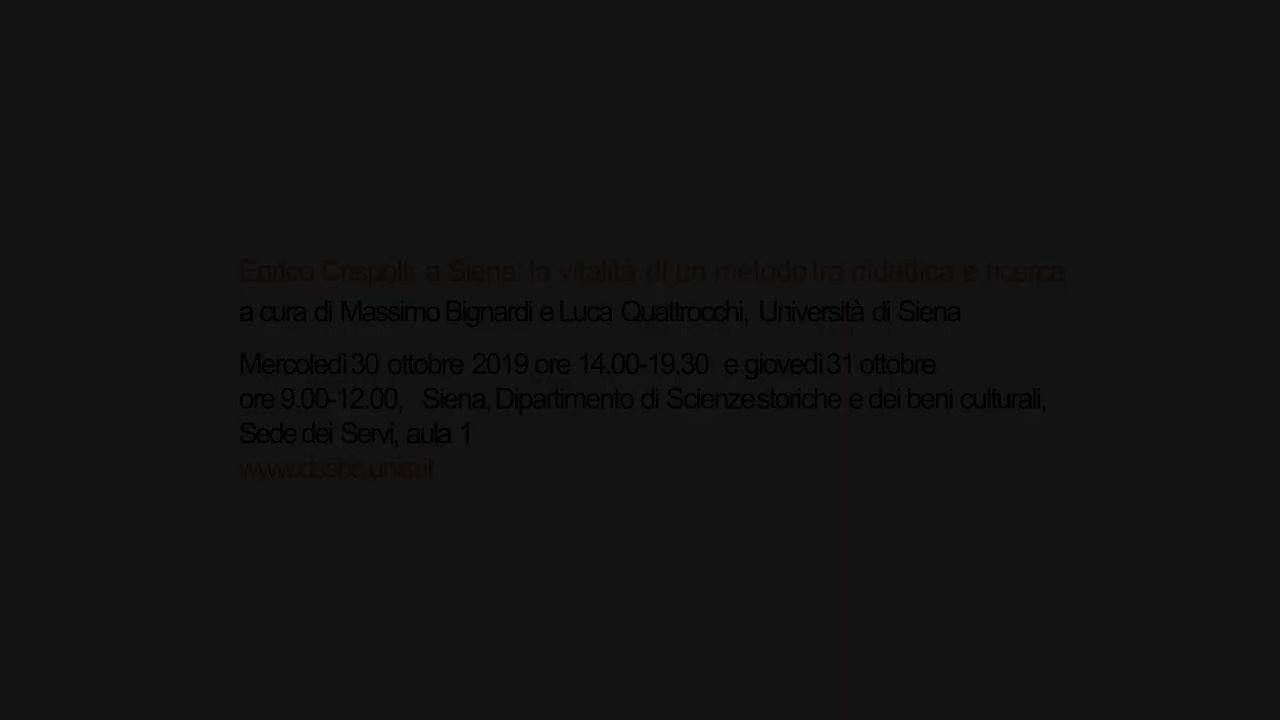 Enrico Crispolti a Siena: la vitalità di un metodo tra didattica e ricerca
a cura di Massimo Bignardi e Luca Quattrocchi, Università di Siena
Mercoledì 30 ottobre 2019 ore 14.00-19.30 e giovedì 31 ottobre
ore 9.00-12.00, Siena, Dipartimento di Scienze storiche e dei beni culturali,
Sede dei Servi, aula 1
www.dssbc.unisi.it